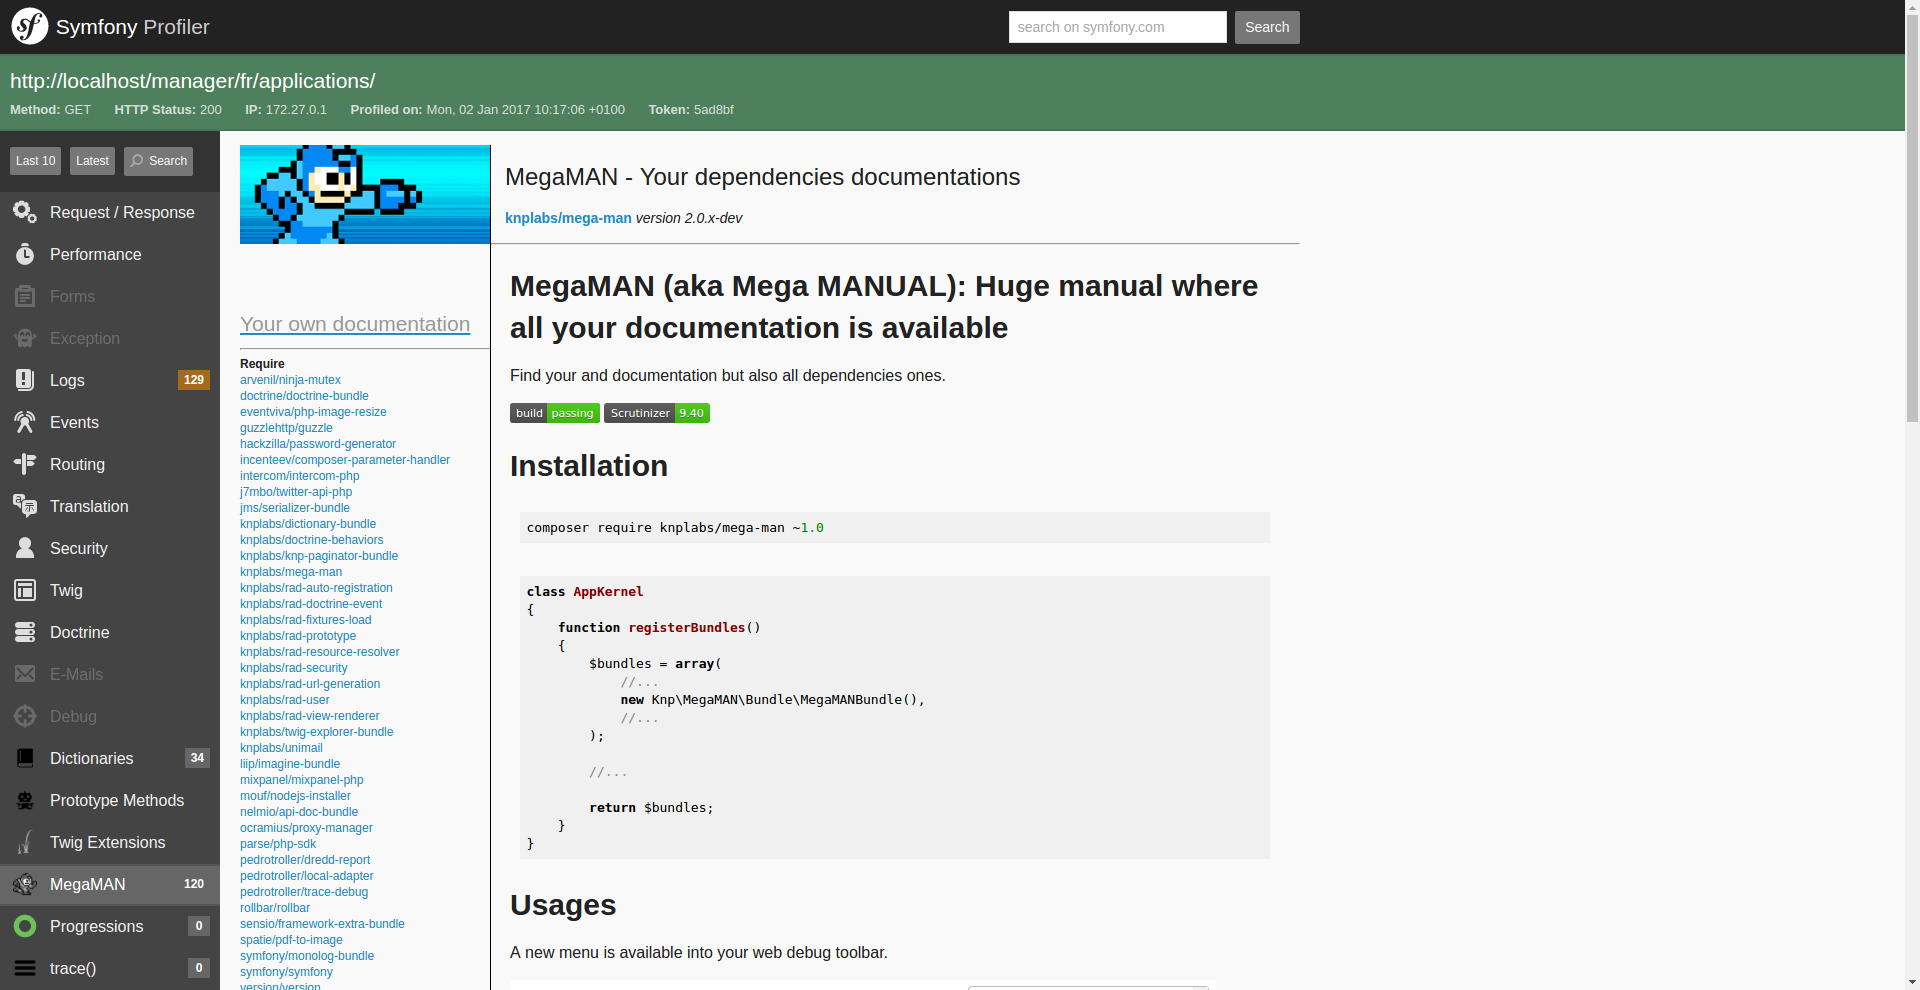 Symfony Profiler
search on symfony.com
Search
http://localhost/manager/fr/applications/
Method: GET HTTP Status: 200 IP: 172.27.0.1 Profiled on: Mon, 02 Jan 2017 10:17:06 +0100 Token: 5ad8bf
Last 10
Latest
Search
Request / Response
Performance
Forms
Exception
Logs 129
Events
Routing
Translation
Security
Twig
Doctrine
E-Mails
Debug
Dictionaries 34
Prototype Methods
Twig Extensions
MegaMAN 120
Progressions 0
trace() 0
Your own documentation
Require
arvenil/ninja-mutex
doctrine/doctrine-bundle
eventviva/php-image-resize
guzzlehttp/guzzle
hackzilla/password-generator
incenteev/composer-parameter-handler
intercom/intercom-php
j7mbo/twitter-api-php
jms/serializer-bundle
knplabs/dictionary-bundle
knplabs/doctrine-behaviors
knplabs/knp-paginator-bundle
knplabs/mega-man
knplabs/rad-auto-registration
knplabs/rad-doctrine-event
knplabs/rad-fixtures-load
knplabs/rad-prototype
knplabs/rad-resource-resolver
knplabs/rad-security
knplabs/rad-url-generation
knplabs/rad-user
knplabs/rad-view-renderer
knplabs/twig-explorer-bundle
knplabs/unimail
liip/imagine-bundle
mixpanel/mixpanel-php
mouf/nodejs-installer
nelmio/api-doc-bundle
ocramius/proxy-manager
parse/php-sdk
pedrotroller/dredd-report
pedrotroller/local-adapter
pedrotroller/trace-debug
rollbar/rollbar
sensio/framework-extra-bundle
spatie/pdf-to-image
symfony/monolog-bundle
symfony/symfony
version/version
MegaMAN - Your dependencies documentations
knplabs/mega-man version 2.0.x-dev
MegaMAN (aka Mega MANUAL): Huge manual where
all your documentation is available
Find your and documentation but also all dependencies ones.
build passing Scrutinizer 9.40
Installation
composer require knplabs/mega-man ~1.0
class AppKernel
{
    function registerBundles()
    {
        $bundles = array(
            //...
            new Knp\MegaMAN\Bundle\MegaMANBundle(),
            //...
        );
        //...
        return $bundles;
    }
}
Usages
A new menu is available into your web debug toolbar.